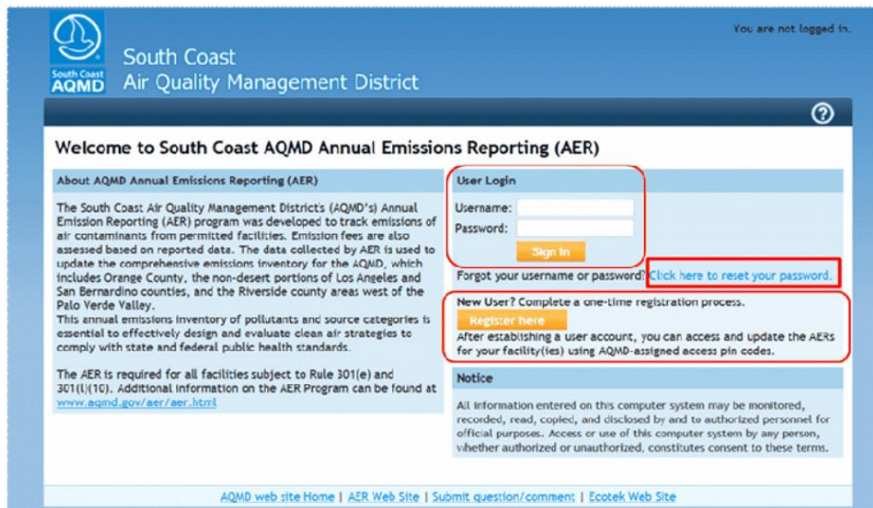 You are not logged in.
South Coast
AQMD
South Coast
Air Quality Management District
Welcome to South Coast AQMD Annual Emissions Reporting (AER)
About AQMD Annual Emissions Reporting (AER)
The South Coast Air Quality Management District's (AQMD's) Annual
Emission Reporting (AER) program was developed to track emissions of
air contaminants from permitted facilities. Emission fees are also
assessed based on reported data. The data collected by AER is used to
update the comprehensive emissions inventory for the AQMD, which
includes Orange County, the non-desert portions of Los Angeles and
San Bernardino counties, and the Riverside county areas west of the
Palo Verde Valley.
This annual emissions inventory of pollutants and source categories is
essential to effectively design and evaluate clean air strategies to
comply with state and federal public health standards.
The AER is required for all facilities subject to Rule 301(e) and
301(l)(10). Additional information on the AER Program can be found at
www.aqmd.gov/aer/aer.html
User Login
Username:
Password:
Sign In
Forgot your username or password? Click here to reset your password.
New User? Complete a one-time registration process.
Register here
After establishing a user account, you can access and update the AERs
for your facility(ies) using AQMD-assigned access pin codes.
Notice
All information entered on this computer system may be monitored,
recorded, read, copied, and disclosed by and to authorized personnel for
official purposes. Access or use of this computer system by any person,
whether authorized or unauthorized, constitutes consent to these terms.
AQMD web site Home | AER Web Site | Submit question/comment | Ecotek Web Site